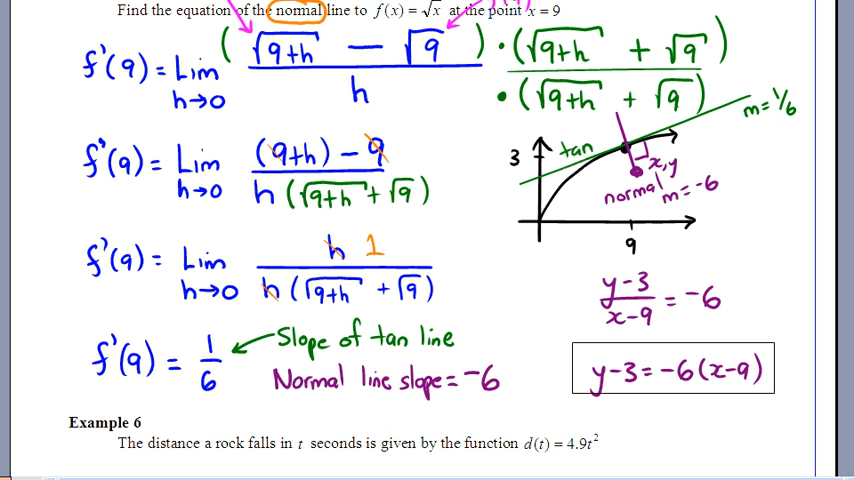 Find the equation of the normal line to f(x) = √x at the point x = 9
f'(9) = Lim h→0 (√9+h − √9) / h • (√9+h + √9) / • (√9+h + √9)
m = 1/6
f'(9) = Lim h→0 (9+h) − 9 / h(√9+h + √9)
3
tan
x, y
normal
m = -6
9
f'(9) = Lim h→0 h 1 / h(√9+h + √9)
y-3 / x-9 = -6
f'(9) = 1/6
Slope of tan line
Normal line slope = -6
y-3 = -6(x-9)
Example 6
The distance a rock falls in t seconds is given by the function d(t) = 4.9t²